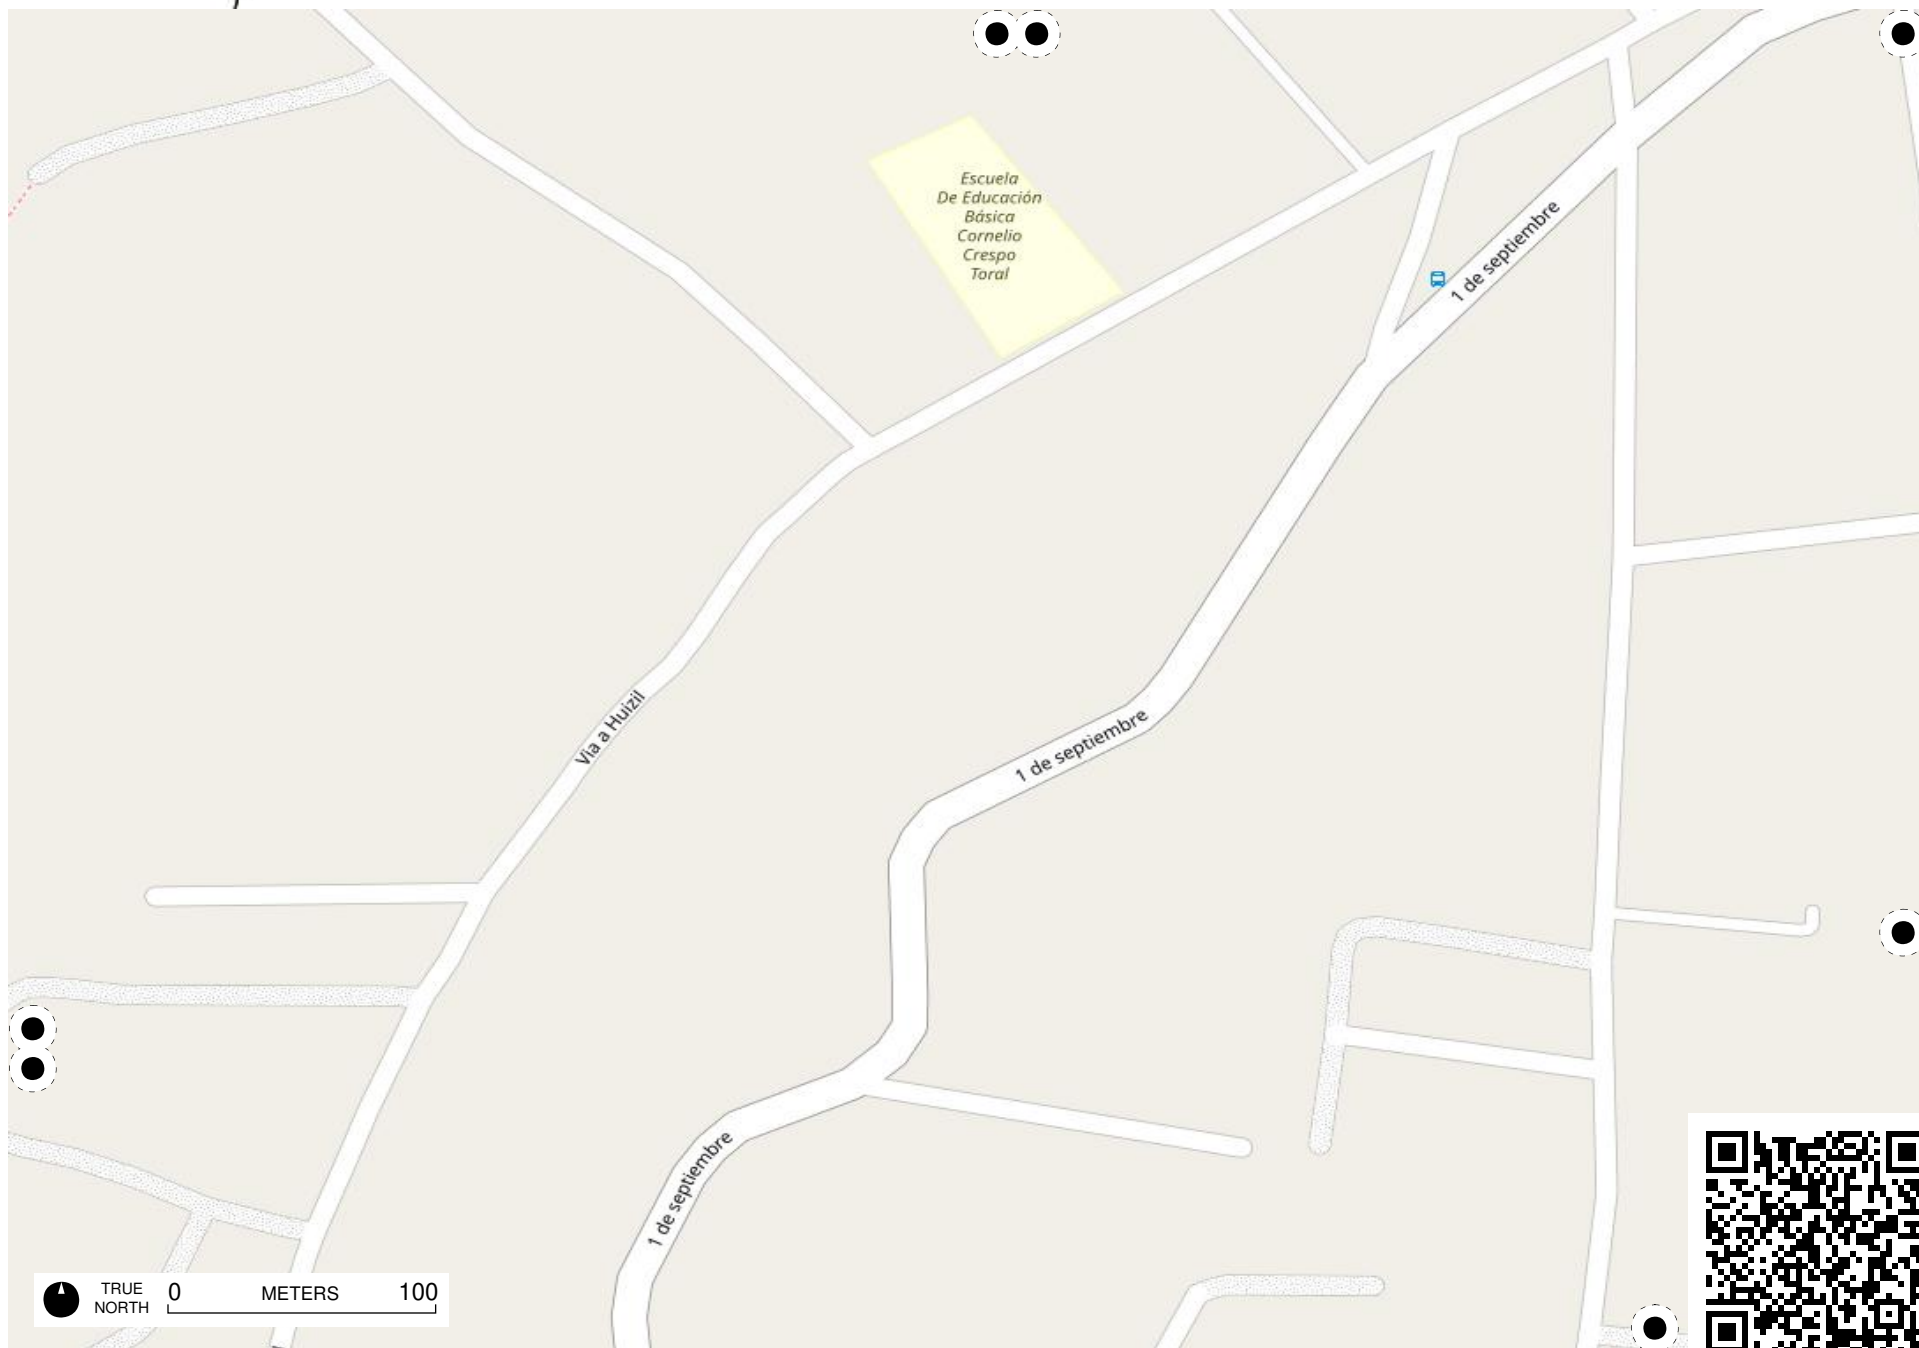 Escuela
De Educación
Básica
Cornelio
Crespo
Toral
1 de septiembre
Via a Huizil
1 de septiembre
1 de septiembre
TRUE
NORTH
0 METERS 100